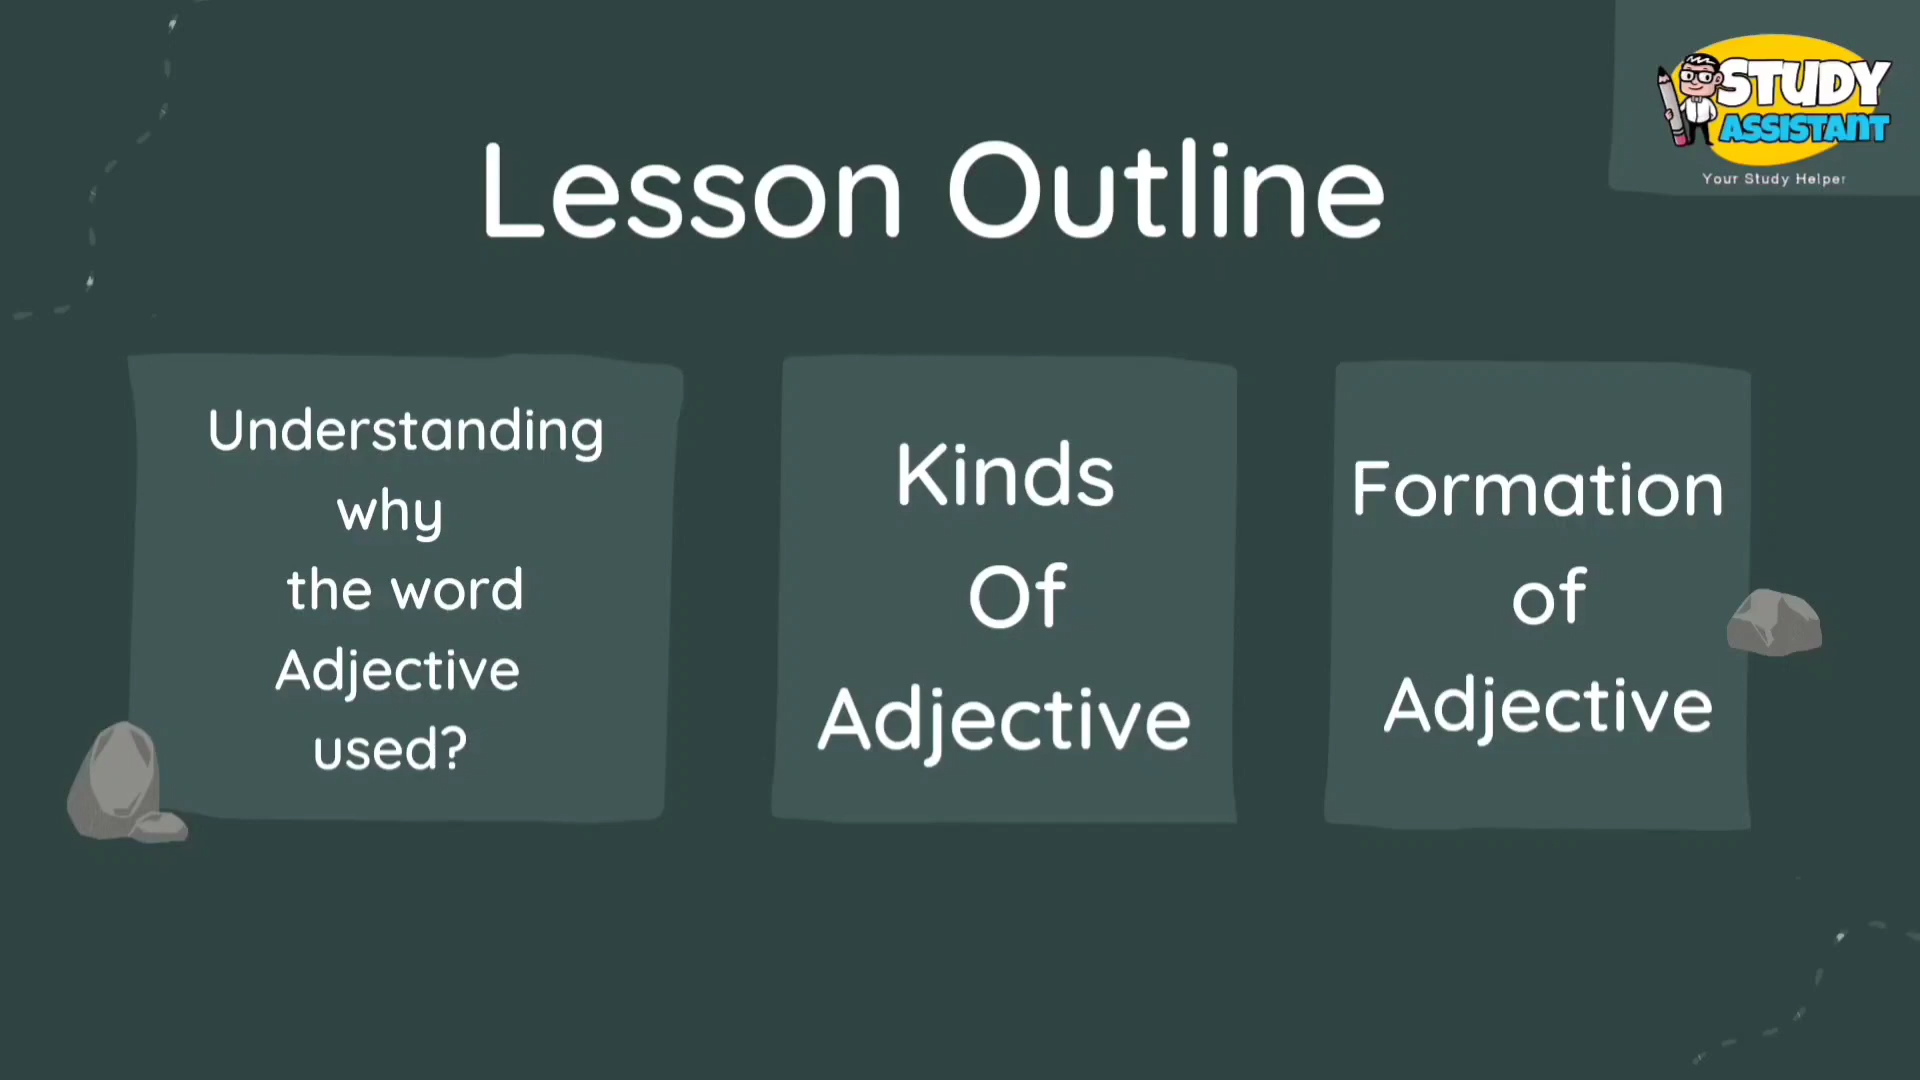 STUDY
ASSISTANT
Your Study Helper
Lesson Outline
Understanding
why
the word
Adjective
used?
Kinds
Of
Adjective
Formation
of
Adjective